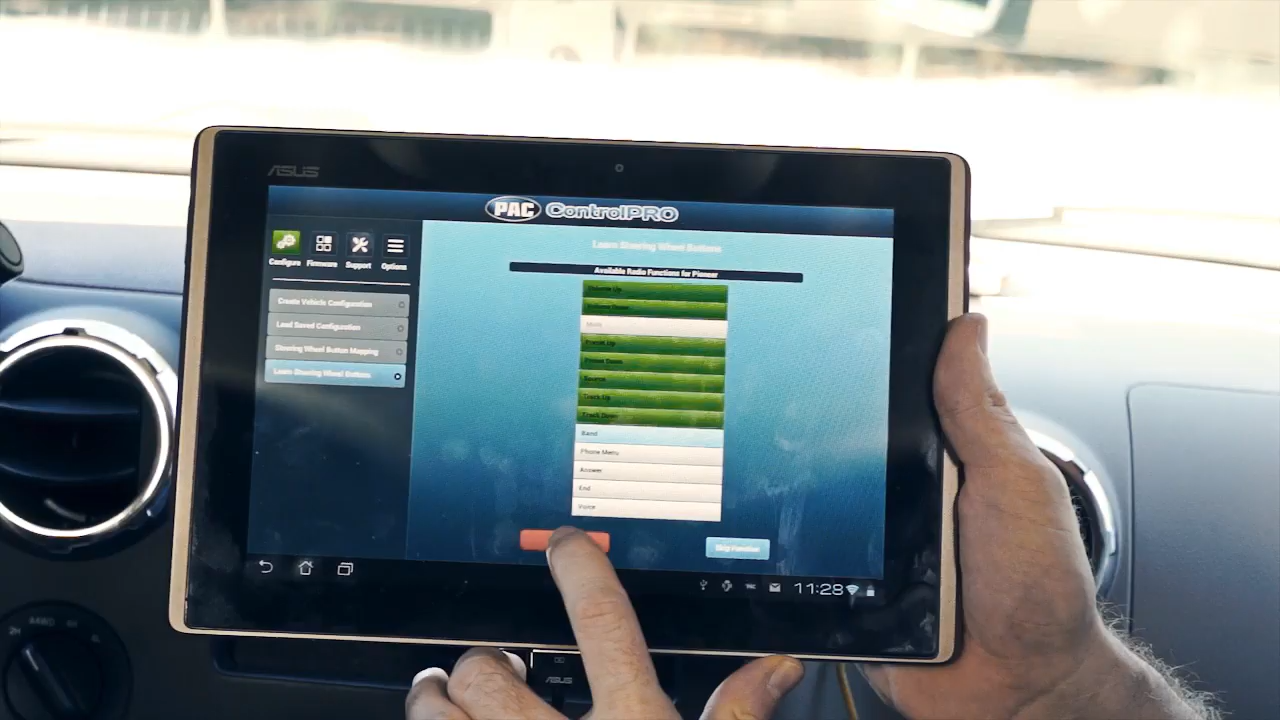 ASUS
PAC ControlPRO
Configure Firmware Support Options
Learn Steering Wheel Buttons
Available Radio Functions for Pioneer
Create Vehicle Configuration
Load Saved Configuration
Steering Wheel Button Mapping
Learn Steering Wheel Buttons
Volume Up
Volume Down
Mute
Preset Up
Preset Down
Source
Track Up
Track Down
Band
Phone Menu
Answer
End
Voice
Skip Function
11:28
ASUS
2H 4WD